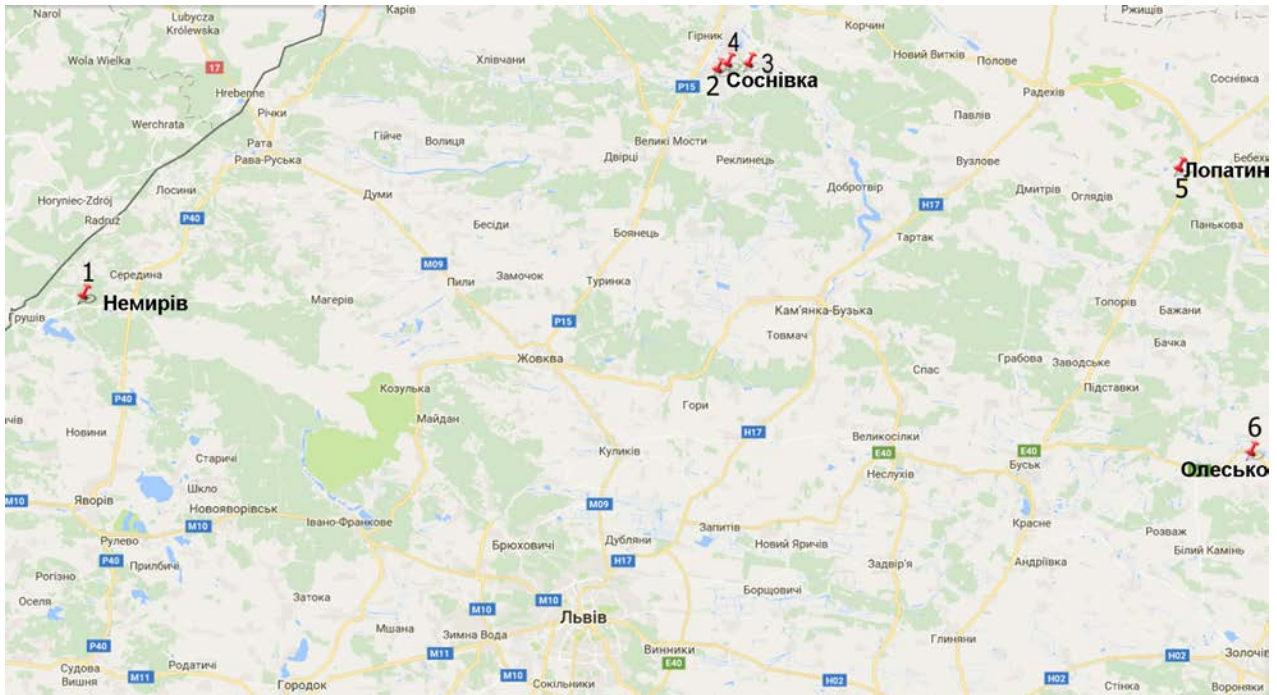 Narol
Lubycza
Królewska
Карів
Корчин
Ржищів
Гірник
4
Wola Wielka
17
Хлівчани
3
Новий Витків
Полове
2
Соснівка
P15
Соснівка
Hrebenne
Річки
Радехів
Werchrata
Павлів
Гійче
Волиця
Великі Мости
Рата
Рава-Руська
Двірці
Реклинець
Вузлове
Лопатин
5
Лосини
Horyniec-Zdrój
Думи
Добротвір
Дмитрів
Оглядів
Radruż
P40
H17
Бесіди
Боянець
Тартак
Панькова
M09
1
Середина
Замочок
Пили
Туринка
Немирів
Магерів
Топорів
Бажани
Грушів
Кам'янка-Бузька
P15
Товмач
Бачка
Жовква
Грабова
Заводське
Спас
Козулька
Підставки
P40
Гори
Майдан
Новини
H17
Великосілки
6
Куликів
E40
E40
Старичі
Буськ
Олесько
Неслухів
Шкло
M10
Яворів
Новояворівськ
M09
M10
Івано-Франкове
Запитів
Красне
Розваж
Рулево
Брюховичі
Дубляни
Новий Яричів
Білий Камінь
P40
Прилбичі
H17
Задвір'я
Андріївка
Рогізно
Борщовичі
Оселя
Затока
M10
M10
Львів
Мшана
Зимна Вода
Глиняни
P40
M11
Винники
Золочів
Судова
Вишня
Родатичі
E40
H02
M11
H02
H02
Городок
Сокільники
Стінка
Вороняки